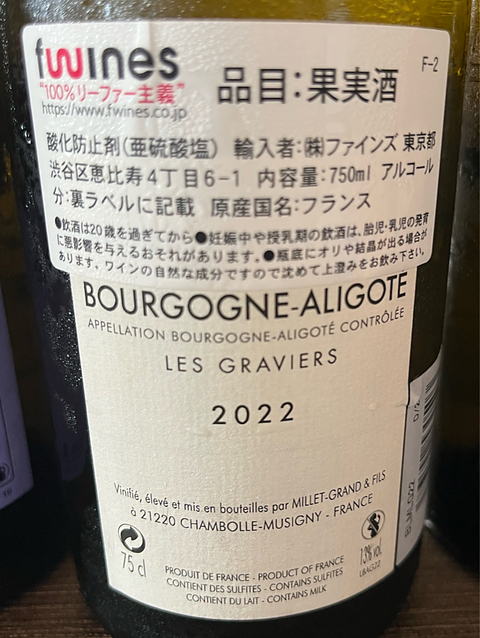 fwines
"100%リーファー主義"
https://www.fwines.co.jp
品目:果実酒
F-2
酸化防止剤(亜硫酸塩) 輸入者:㈱ファインズ 東京都
渋谷区恵比寿4丁目6-1 内容量:750ml アルコール
分:裏ラベルに記載 原産国名:フランス
●飲酒は20歳を過ぎてから●妊娠中や授乳期の飲酒は、胎児・乳児の発育
に悪影響を与えるおそれがあります。●瓶底にオリや結晶が出る場合が
あります。ワインの自然な成分ですので沈めて上澄みをお飲み下さい。
BOURGOGNE-ALIGOTÉ
APPELLATION BOURGOGNE-ALIGOTÉ CONTRÔLÉE
LES GRAVIERS
2022
Vinifié, élevé et mis en bouteilles par MILLET-GRAND & FILS
à 21220 CHAMBOLLE-MUSIGNY - FRANCE
75 cl
13% vol
PRODUIT DE FRANCE - PRODUCT OF FRANCE
CONTIENT DES SULFITES - CONTAINS SULFITES
CONTIENT DU LAIT - CONTAINS MILK